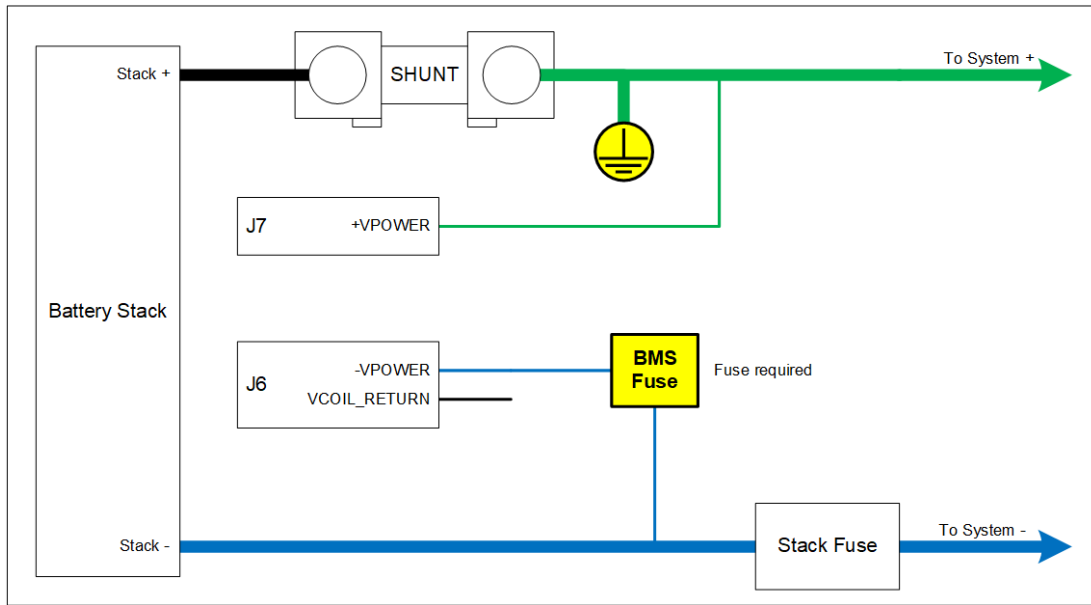 Stack +
SHUNT
To System +
J7
+VPOWER
Battery Stack
J6
-VPOWER
VCOIL_RETURN
BMS
Fuse
Fuse required
Stack -
Stack Fuse
To System -